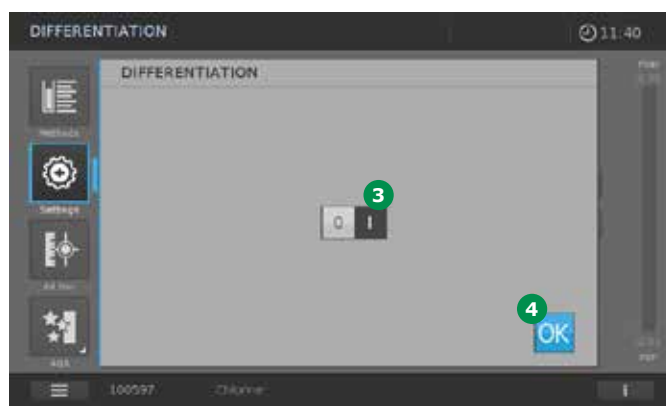 DIFFERENTIATION
11:40
DIFFERENTIATION
Methods
Settings
3
0 I
4
OK
AQA
100597 Chlorine
i